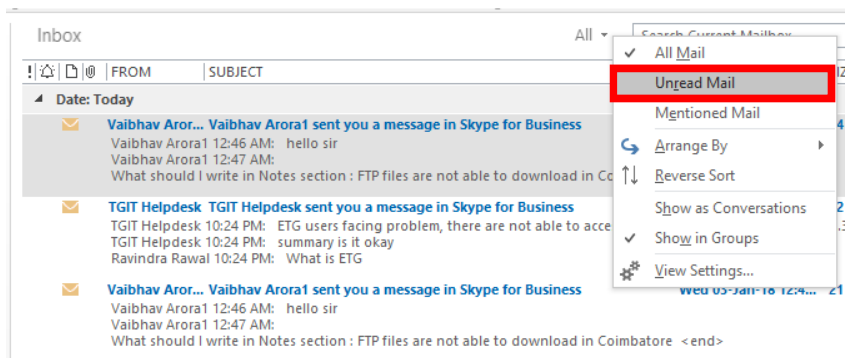 Inbox All Search Current Mailbox
! FROM SUBJECT
Date: Today
Vaibhav Aror... Vaibhav Arora1 sent you a message in Skype for Business
Vaibhav Arora1 12:46 AM: hello sir
Vaibhav Arora1 12:47 AM:
What should I write in Notes section : FTP files are not able to download in Co
TGIT Helpdesk TGIT Helpdesk sent you a message in Skype for Business
TGIT Helpdesk 10:24 PM: ETG users facing problem, there are not able to acce
TGIT Helpdesk 10:24 PM: summary is it okay
Ravindra Rawal 10:24 PM: What is ETG
Vaibhav Aror... Vaibhav Arora1 sent you a message in Skype for Business Wed 03-Jan-18 12:4... 21
Vaibhav Arora1 12:46 AM: hello sir
Vaibhav Arora1 12:47 AM:
What should I write in Notes section : FTP files are not able to download in Coimbatore <end>
All Mail
Unread Mail
Mentioned Mail
Arrange By
Reverse Sort
Show as Conversations
Show in Groups
View Settings...